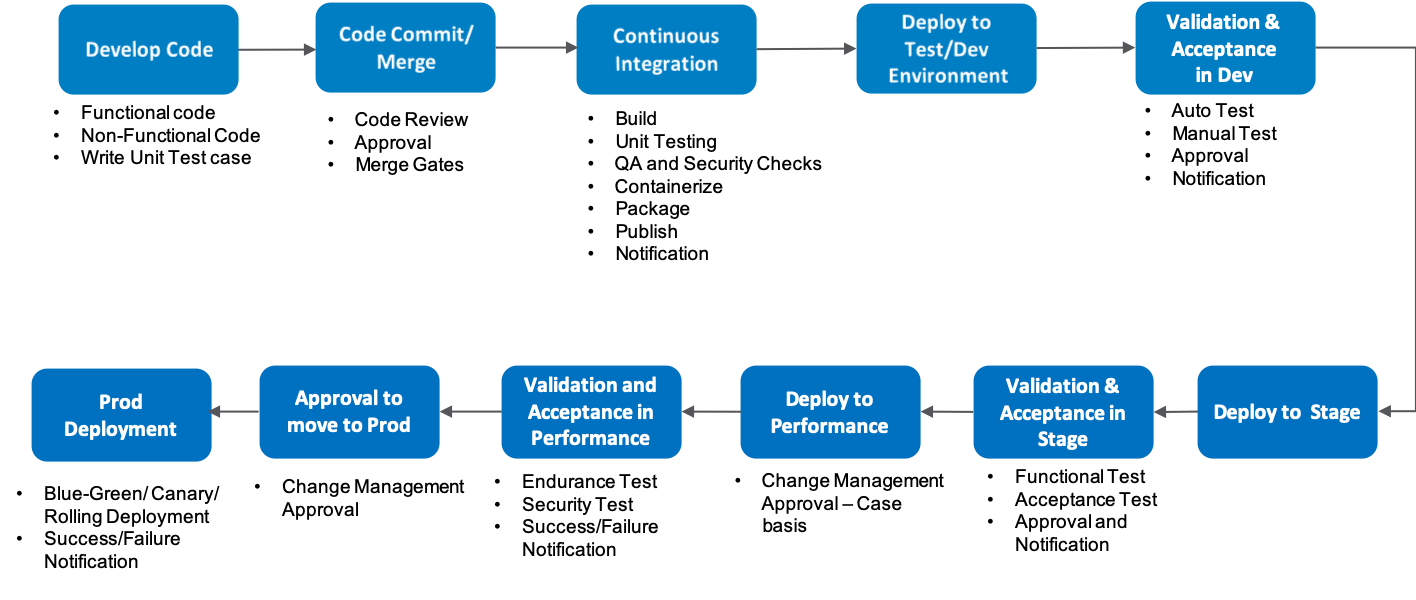 Develop Code
• Functional code
• Non-Functional Code
• Write Unit Test case
Code Commit/
Merge
• Code Review
• Approval
• Merge Gates
Continuous
Integration
• Build
• Unit Testing
• QA and Security Checks
• Containerize
• Package
• Publish
• Notification
Deploy to
Test/Dev
Environment
Validation &
Acceptance
in Dev
• Auto Test
• Manual Test
• Approval
• Notification
Deploy to Stage
Validation &
Acceptance in
Stage
• Functional Test
• Acceptance Test
• Approval and
Notification
Deploy to
Performance
• Change Management
Approval – Case
basis
Validation and
Acceptance in
Performance
• Endurance Test
• Security Test
• Success/Failure
Notification
Approval to
move to Prod
• Change Management
Approval
Prod
Deployment
• Blue-Green/ Canary/
Rolling Deployment
• Success/Failure
Notification